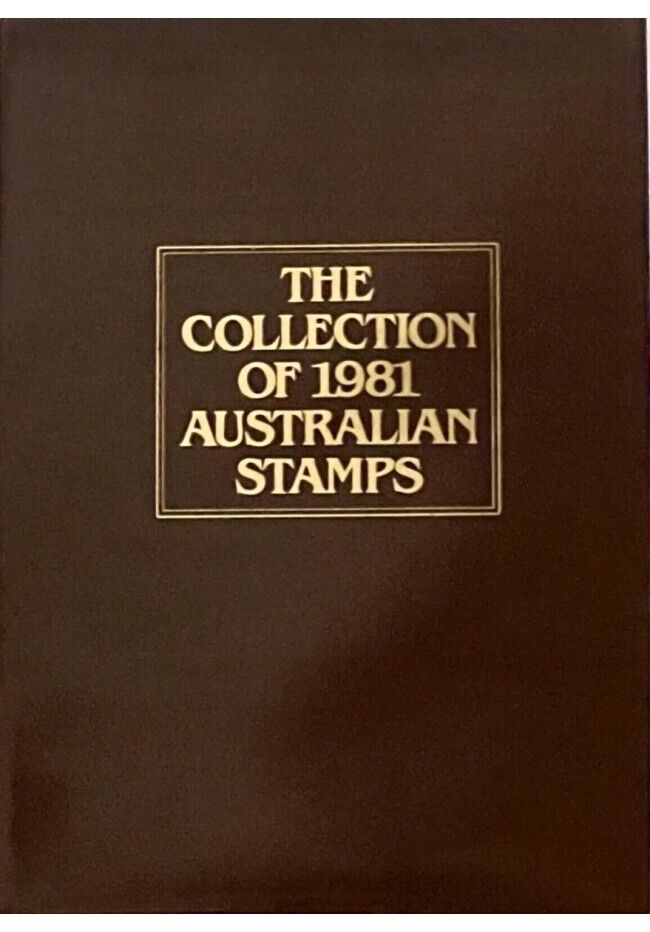 THE
COLLECTION
OF 1981
AUSTRALIAN
STAMPS